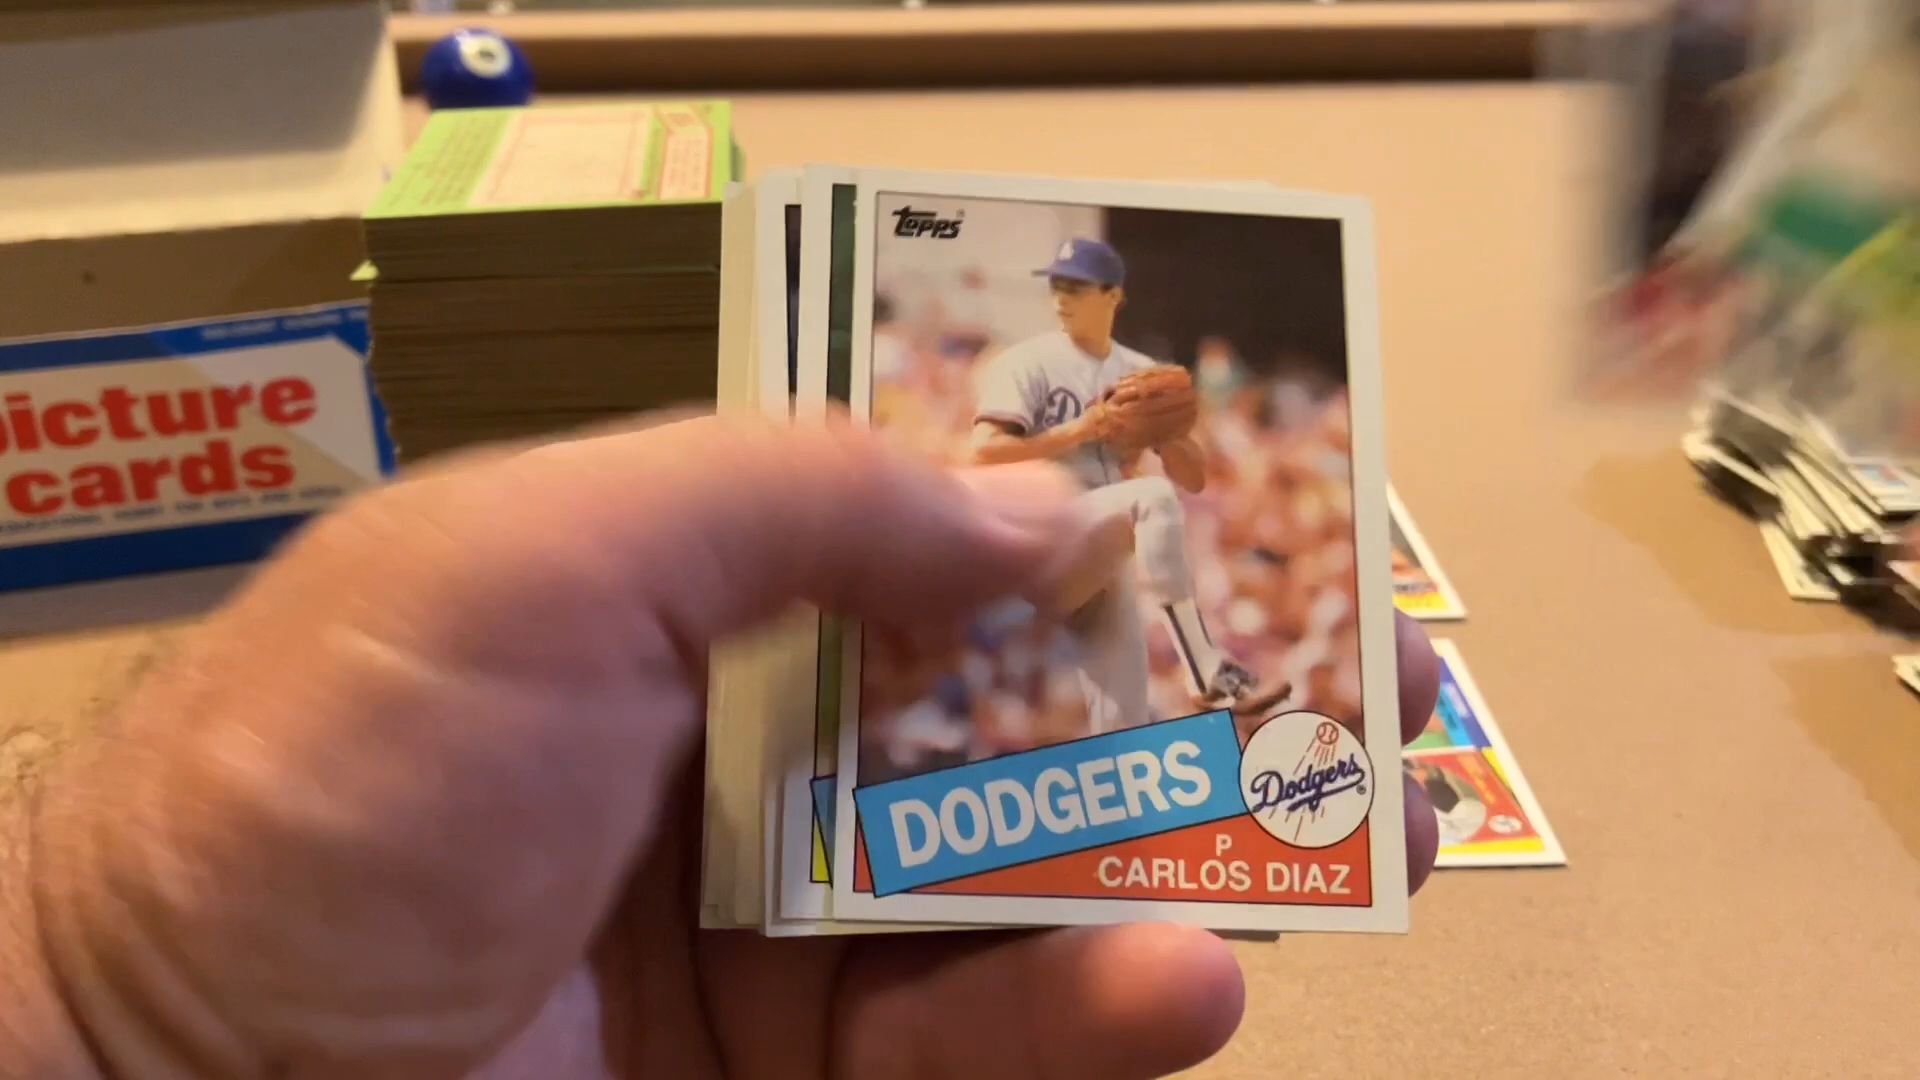 Topps
picture
cards
DODGERS
Dodgers
P
CARLOS DIAZ